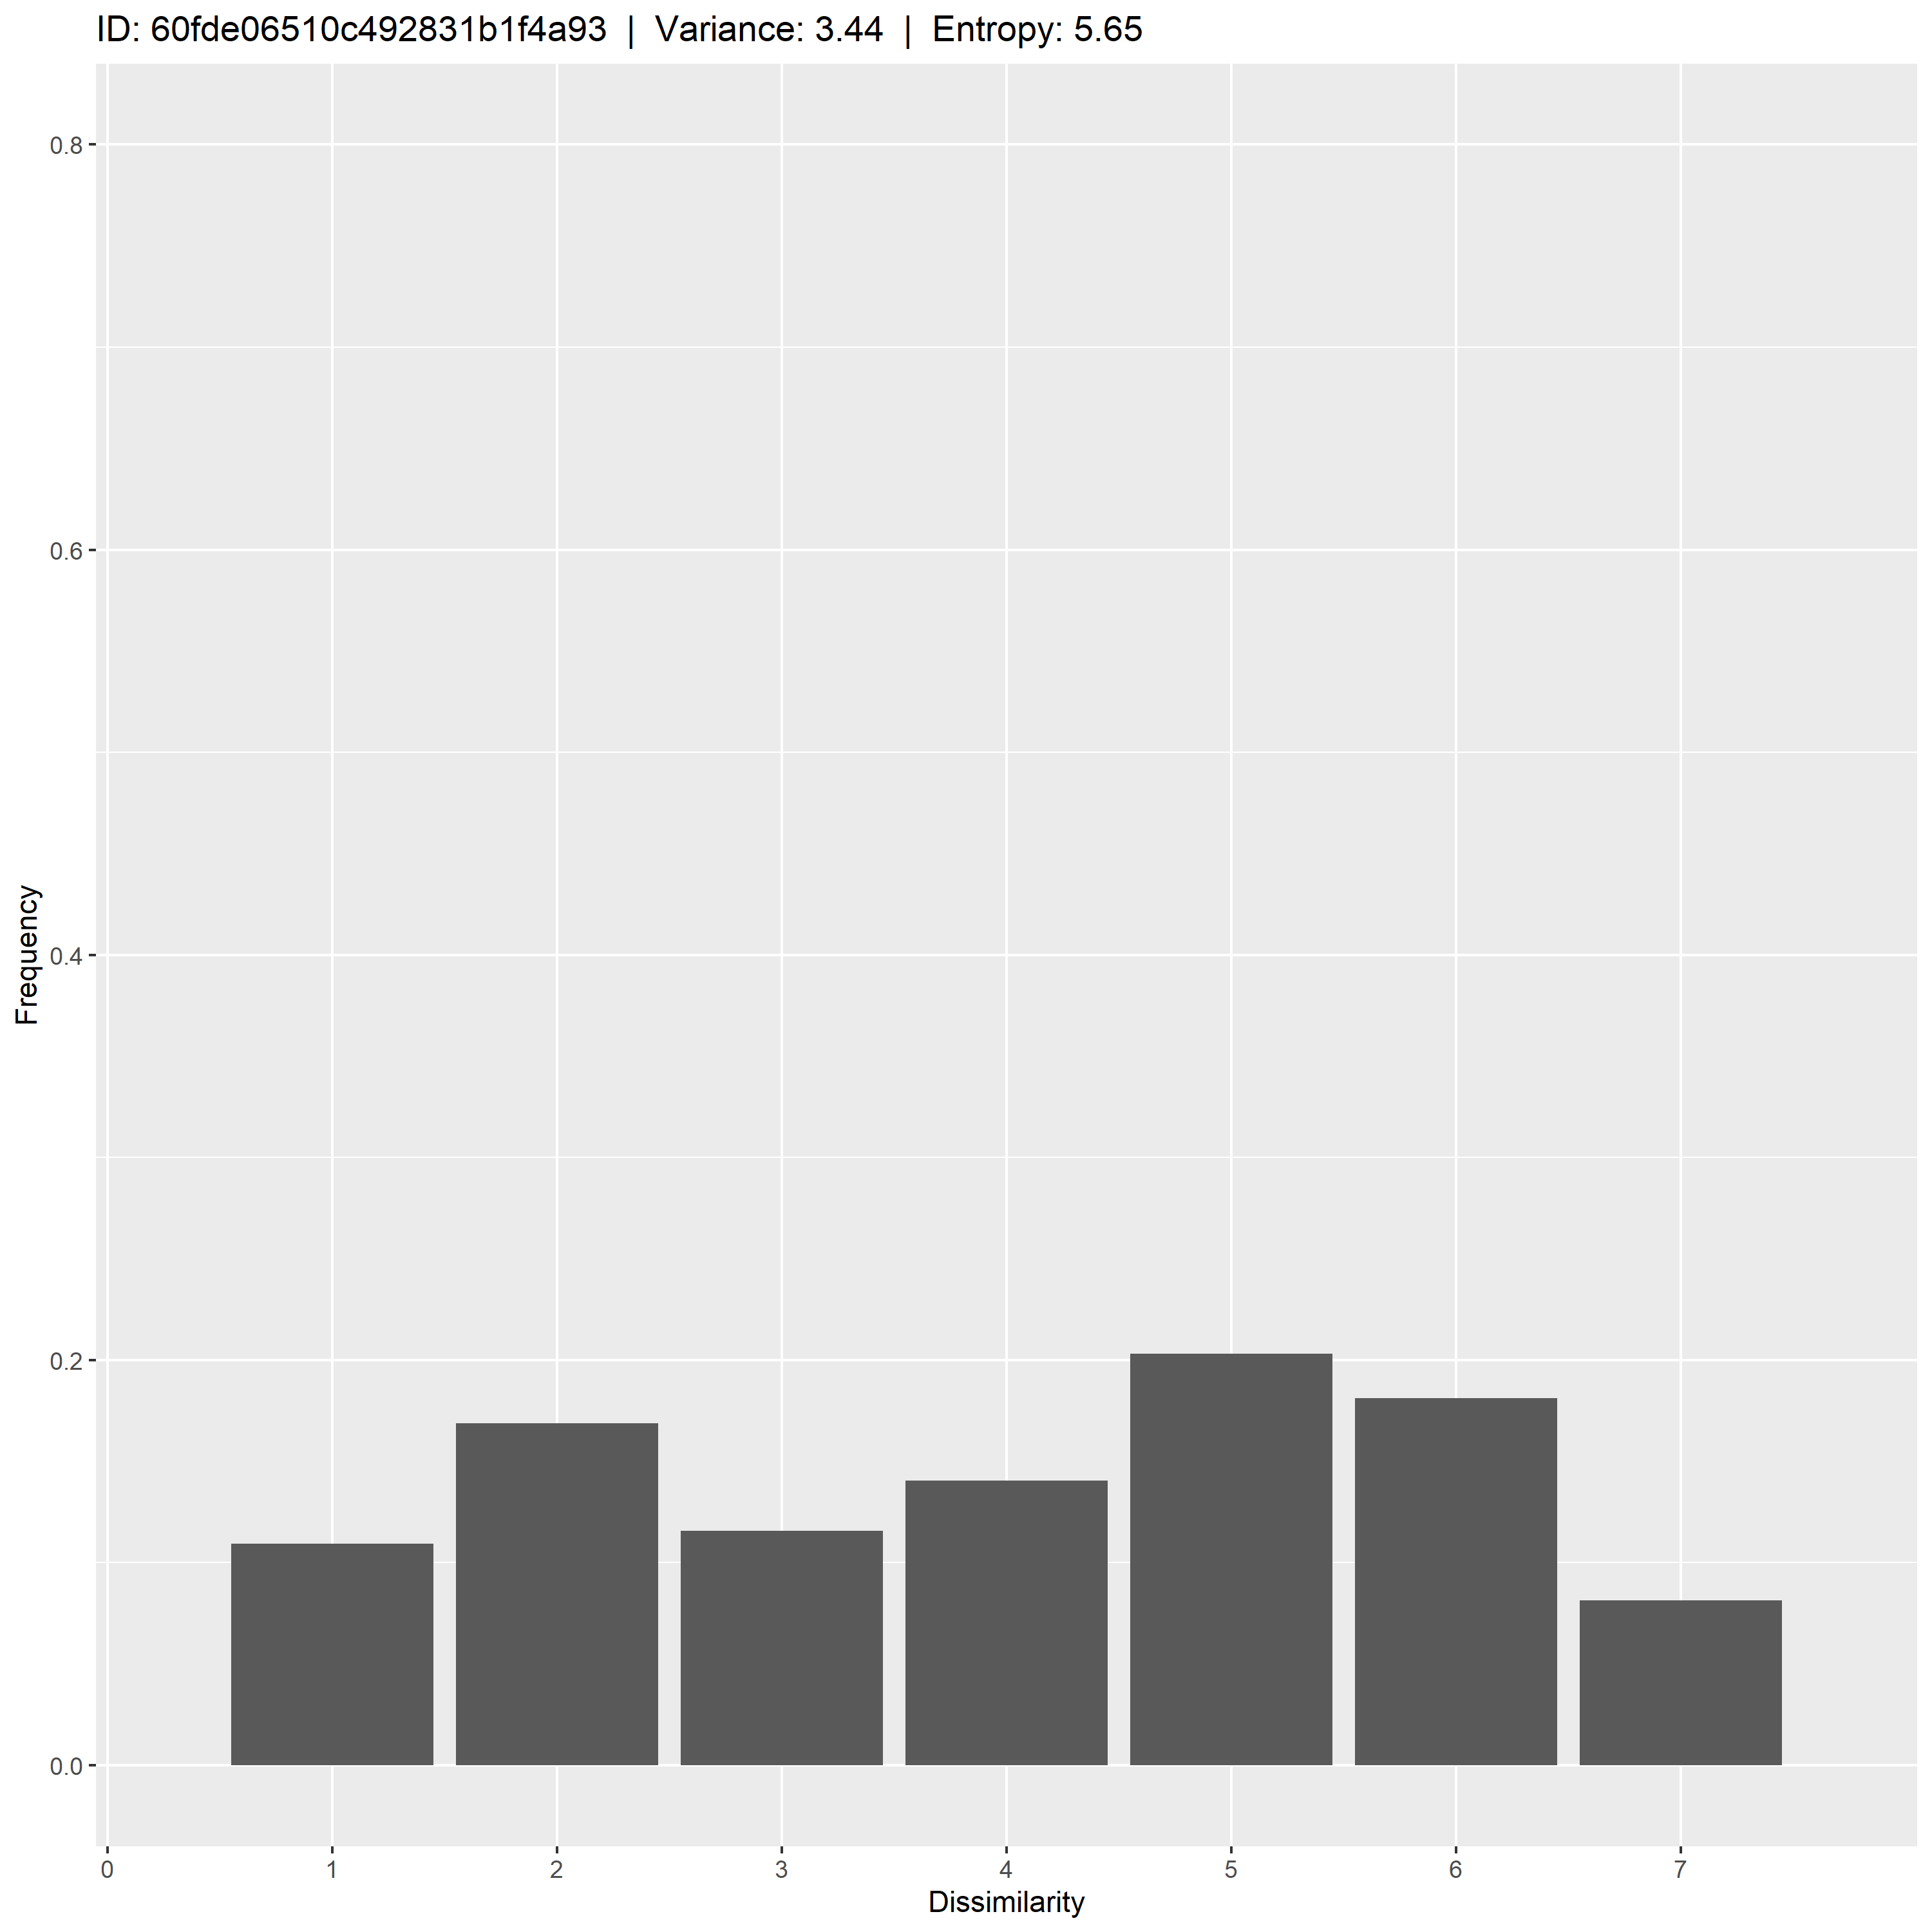 ID: 60fde06510c492831b1f4a93 | Variance: 3.44 | Entropy: 5.65
0.8
0.6
0.4
0.2
0.0
Frequency
0 1 2 3 4 5 6 7
Dissimilarity